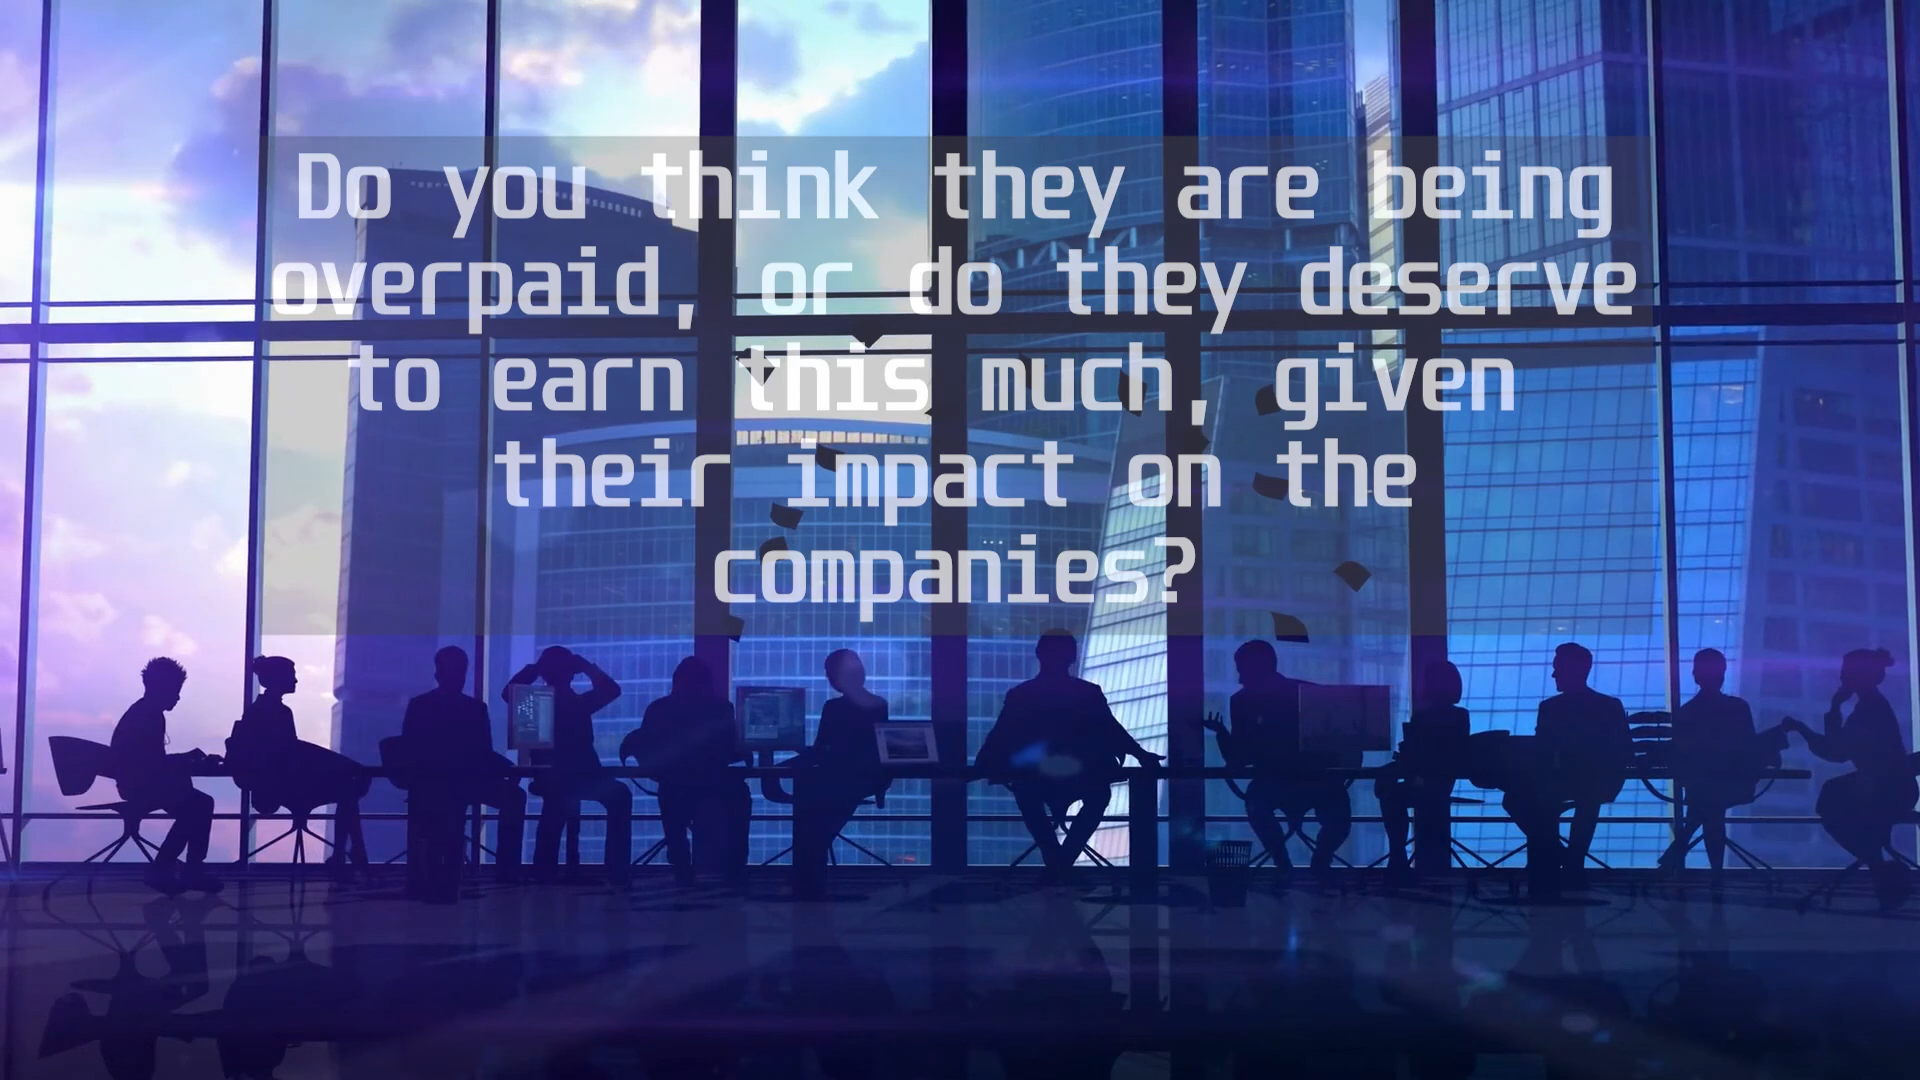 Do you think they are being
overpaid, or do they deserve
to earn this much, given
their impact on the
companies?